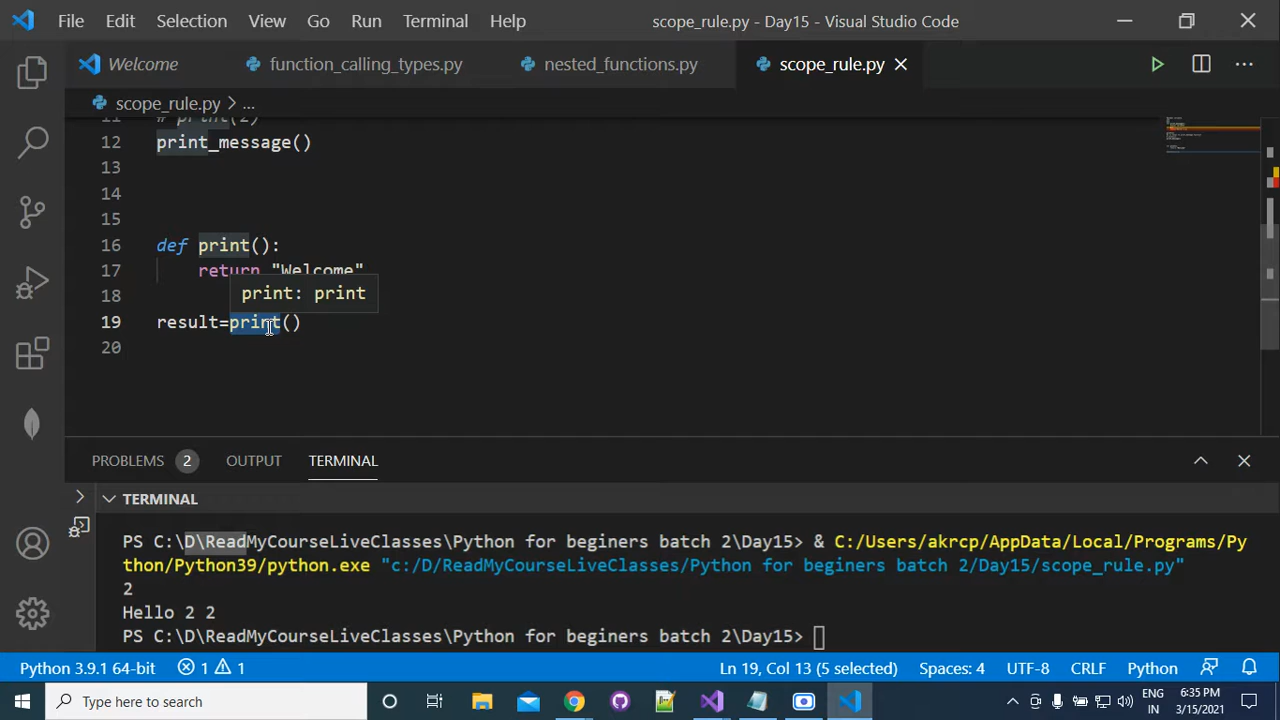 File Edit Selection View Go Run Terminal Help scope_rule.py - Day15 - Visual Studio Code
Welcome function_calling_types.py nested_functions.py scope_rule.py
scope_rule.py > ...
11 # print(2)
12 print_message()
13
14
15
16 def print():
17 return "Welcome"
print: print
18
19 result=print()
20
PROBLEMS 2 OUTPUT TERMINAL
TERMINAL
PS C:\D\ReadMyCourseLiveClasses\Python for beginers batch 2\Day15> & C:/Users/akrcp/AppData/Local/Programs/Py
thon/Python39/python.exe "c:/D/ReadMyCourseLiveClasses/Python for beginers batch 2/Day15/scope_rule.py"
2
Hello 2 2
PS C:\D\ReadMyCourseLiveClasses\Python for beginers batch 2\Day15>
Python 3.9.1 64-bit 1 1 Ln 19, Col 13 (5 selected) Spaces: 4 UTF-8 CRLF Python
Type here to search ENG 6:35 PM
IN 3/15/2021